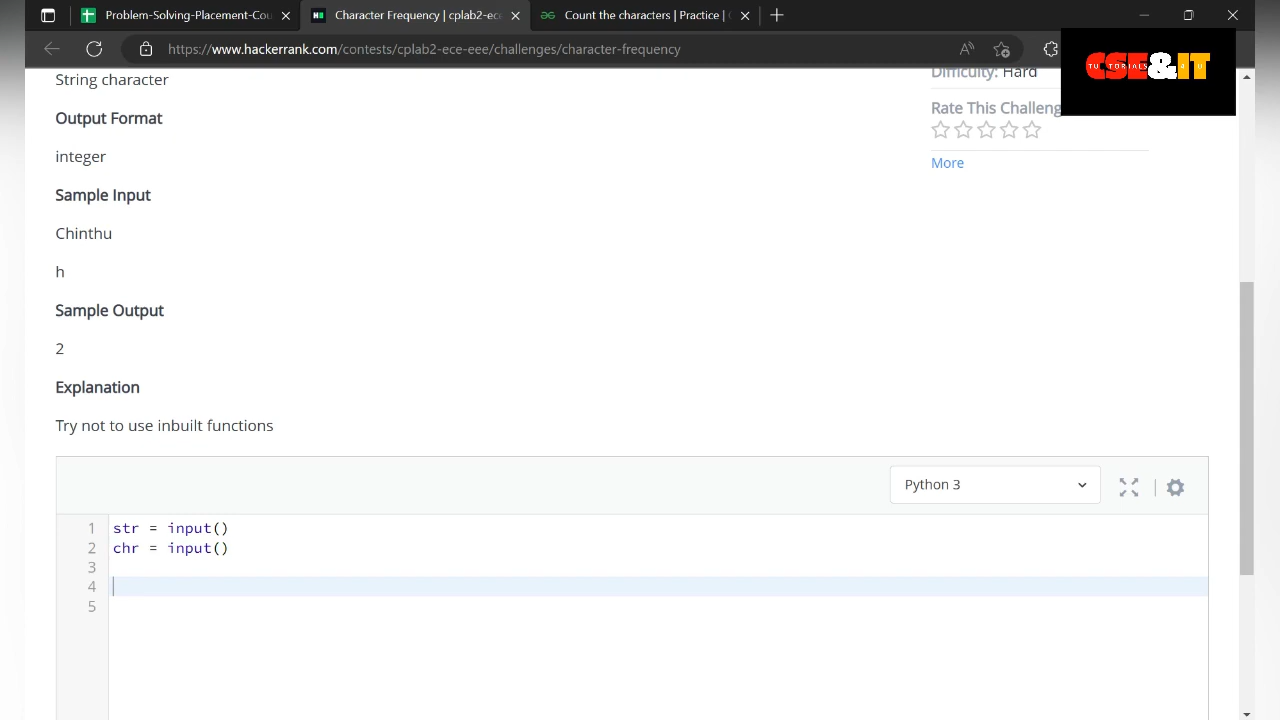 Problem-Solving-Placement-Cou
Character Frequency | cplab2-ece
Count the characters | Practice | G
https://www.hackerrank.com/contests/cplab2-ece-eee/challenges/character-frequency
CSE&IT
TUTORIALS 4 U
String character
Difficulty: Hard
Output Format
Rate This Challeng
integer
More
Sample Input
Chinthu
h
Sample Output
2
Explanation
Try not to use inbuilt functions
Python 3
1 str = input()
2 chr = input()
3
4
5